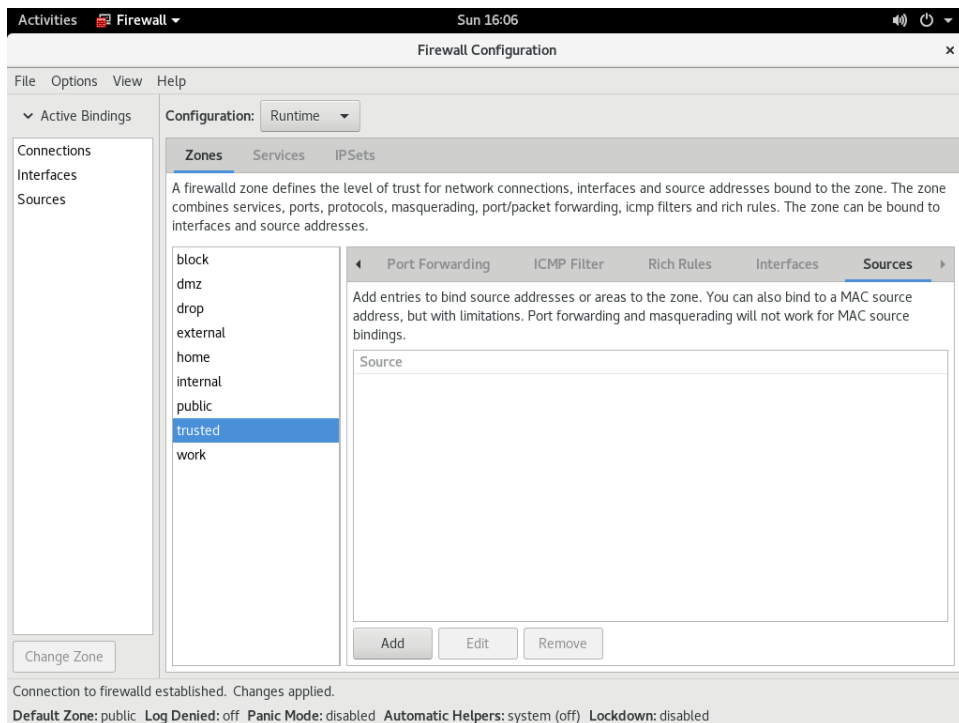 Activities Firewall Sun 16:06
Firewall Configuration
File Options View Help
Active Bindings
Connections
Interfaces
Sources
Change Zone
Configuration: Runtime
Zones Services IPSets
A firewalld zone defines the level of trust for network connections, interfaces and source addresses bound to the zone. The zone
combines services, ports, protocols, masquerading, port/packet forwarding, icmp filters and rich rules. The zone can be bound to
interfaces and source addresses.
block
dmz
drop
external
home
internal
public
trusted
work
Port Forwarding ICMP Filter Rich Rules Interfaces Sources
Add entries to bind source addresses or areas to the zone. You can also bind to a MAC source
address, but with limitations. Port forwarding and masquerading will not work for MAC source
bindings.
Source
Add Edit Remove
Connection to firewalld established. Changes applied.
Default Zone: public Log Denied: off Panic Mode: disabled Automatic Helpers: system (off) Lockdown: disabled